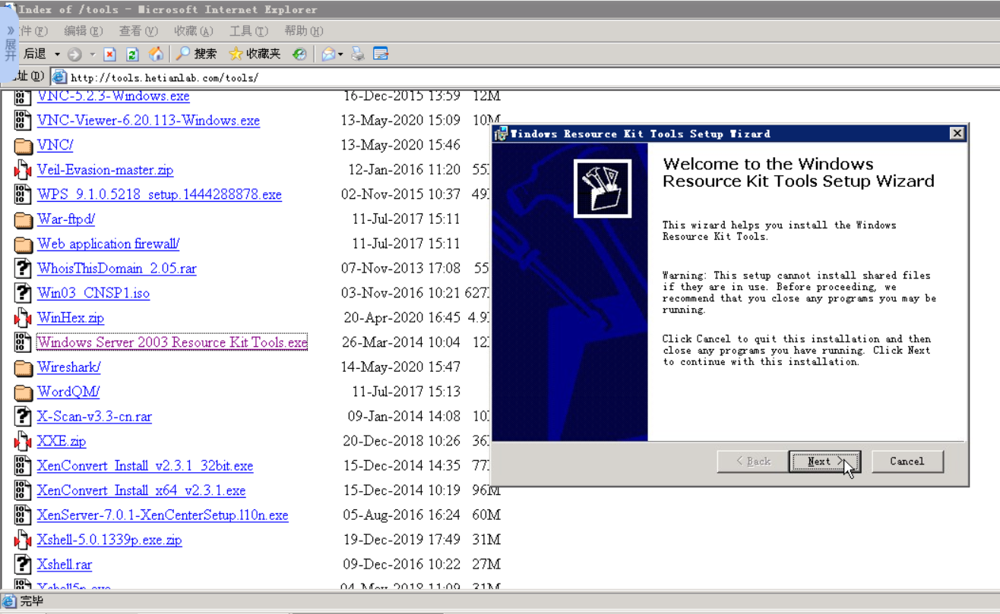 Index of /tools - Microsoft Internet Explorer
件(F) 编辑(E) 查看(V) 收藏(A) 工具(T) 帮助(H)
»
展
开
后退 搜索 收藏夹
址(D) http://tools.hetianlab.com/tools/
VNC-5.2.3-Windows.exe 16-Dec-2015 13:59 12M
VNC-Viewer-6.20.113-Windows.exe 13-May-2020 15:09 10M
VNC/ 13-May-2020 15:46
Veil-Evasion-master.zip 12-Jan-2016 11:20 55
WPS_9.1.0.5218_setup.1444288878.exe 02-Nov-2015 10:37 49
War-ftpd/ 11-Jul-2017 15:11
Web application firewall/ 11-Jul-2017 15:11
WhoisThisDomain_2.05.rar 07-Nov-2013 17:08 55
Win03_CNSP1.iso 03-Nov-2016 10:21 627
WinHex.zip 20-Apr-2020 16:45 4.9
Windows Server 2003 Resource Kit Tools.exe 26-Mar-2014 10:04 12
Wireshark/ 14-May-2020 15:47
WordQM/ 11-Jul-2017 15:13
X-Scan-v3.3-cn.rar 09-Jan-2014 14:08 10
XXE.zip 20-Dec-2018 10:26 36
XenConvert_Install_v2.3.1_32bit.exe 15-Dec-2014 14:35 77
XenConvert_Install_x64_v2.3.1.exe 15-Dec-2014 10:19 96M
XenServer-7.0.1-XenCenterSetup.l10n.exe 05-Aug-2016 16:24 60M
Xshell-5.0.1339p.exe.zip 19-Dec-2019 17:49 31M
Xshell.rar 09-Dec-2016 10:22 27M
Xshell5p.exe 04-May-2018 11:09 31M
完毕
Windows Resource Kit Tools Setup Wizard
Welcome to the Windows
Resource Kit Tools Setup Wizard
This wizard helps you install the Windows
Resource Kit Tools.
Warning: This setup cannot install shared files
if they are in use. Before proceeding, we
recommend that you close any programs you may be
running.
Click Cancel to quit this installation and then
close any programs you have running. Click Next
to continue with this installation.
< Back Next > Cancel